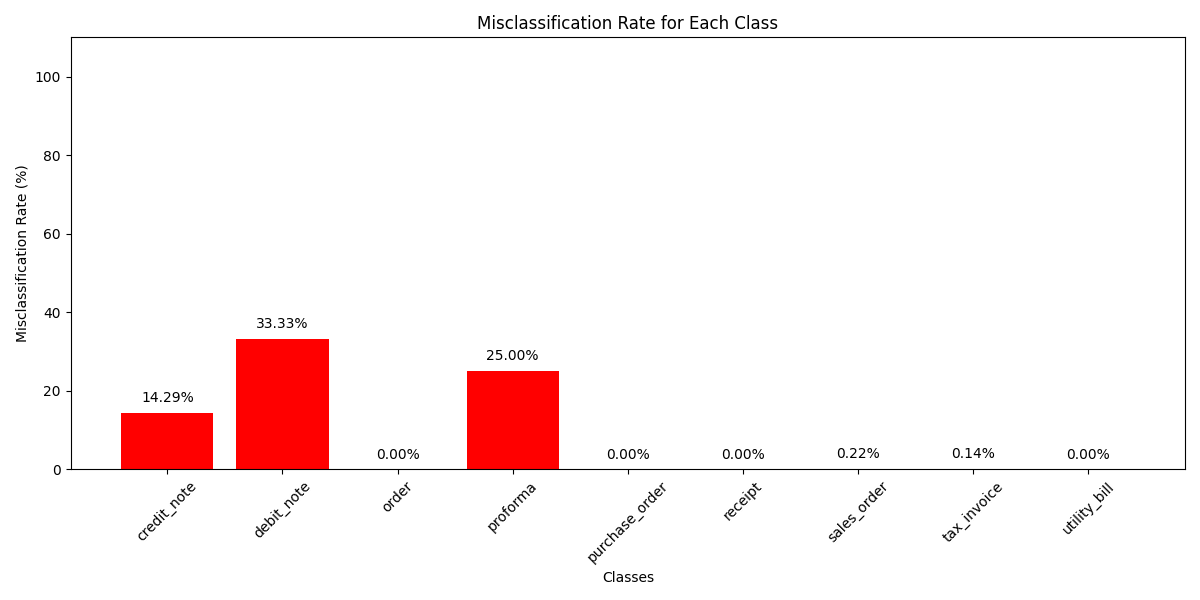 Misclassification Rate for Each Class
Misclassification Rate (%)
100
80
60
40
20
0
14.29%
33.33%
0.00%
25.00%
0.00%
0.00%
0.22%
0.14%
0.00%
credit_note
debit_note
order
proforma
purchase_order
receipt
sales_order
tax_invoice
utility_bill
Classes